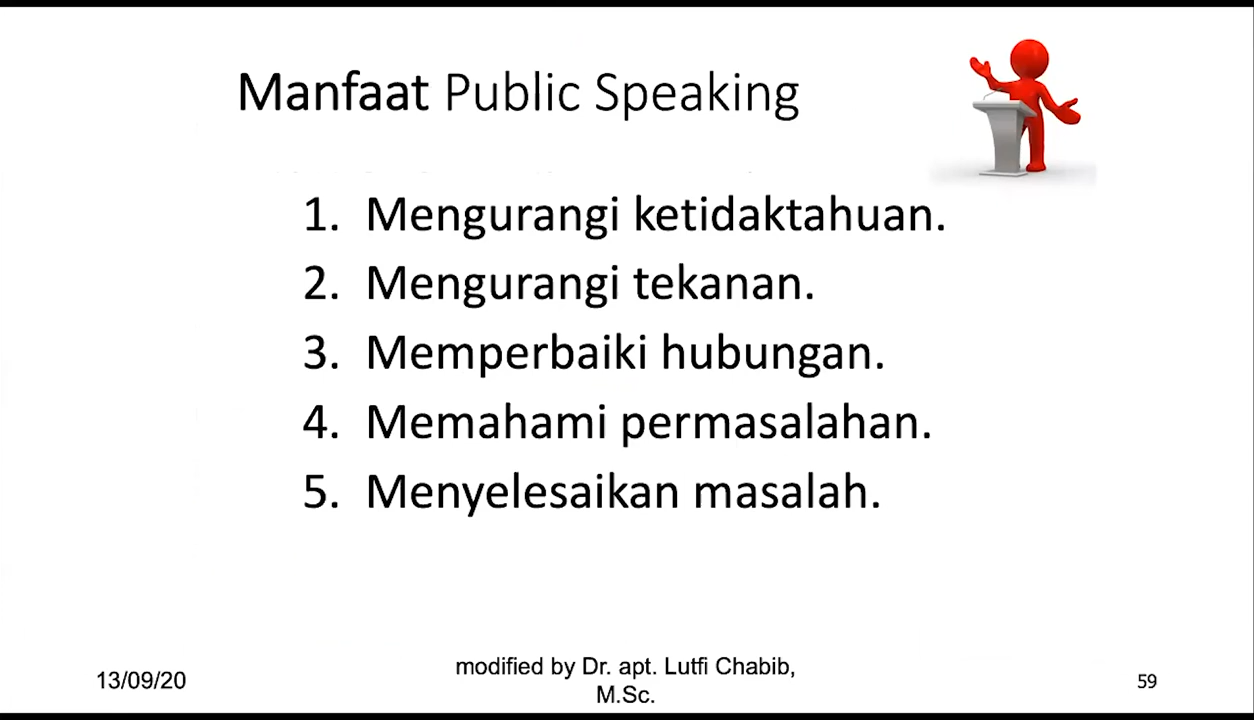 Manfaat Public Speaking
1. Mengurangi ketidaktahuan.
2. Mengurangi tekanan.
3. Memperbaiki hubungan.
4. Memahami permasalahan.
5. Menyelesaikan masalah.
13/09/20
modified by Dr. apt. Lutfi Chabib,
M.Sc.
59